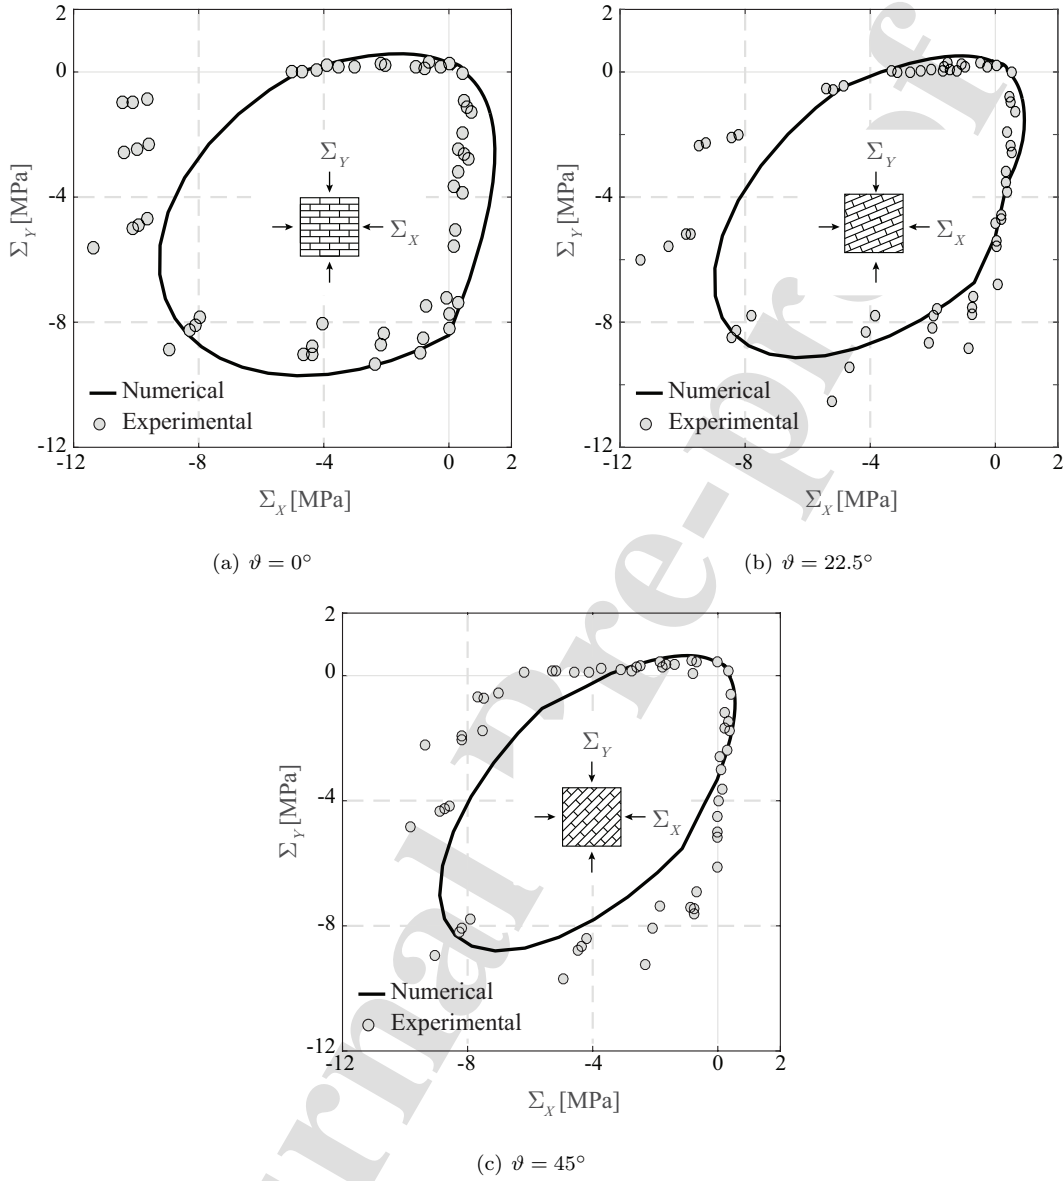 2
0
-4
-8
-12
-12
-8
-4
0
2
Σ_Y [MPa]
Σ_X [MPa]
Σ_Y
Σ_X
Numerical
Experimental
(a) ϑ = 0°
2
0
-4
-8
-12
-12
-8
-4
0
2
Σ_Y [MPa]
Σ_X [MPa]
Σ_Y
Σ_X
Numerical
Experimental
(b) ϑ = 22.5°
2
0
-4
-8
-12
-12
-8
-4
0
2
Σ_Y [MPa]
Σ_X [MPa]
Σ_Y
Σ_X
Numerical
Experimental
(c) ϑ = 45°
urnal Pre-proof